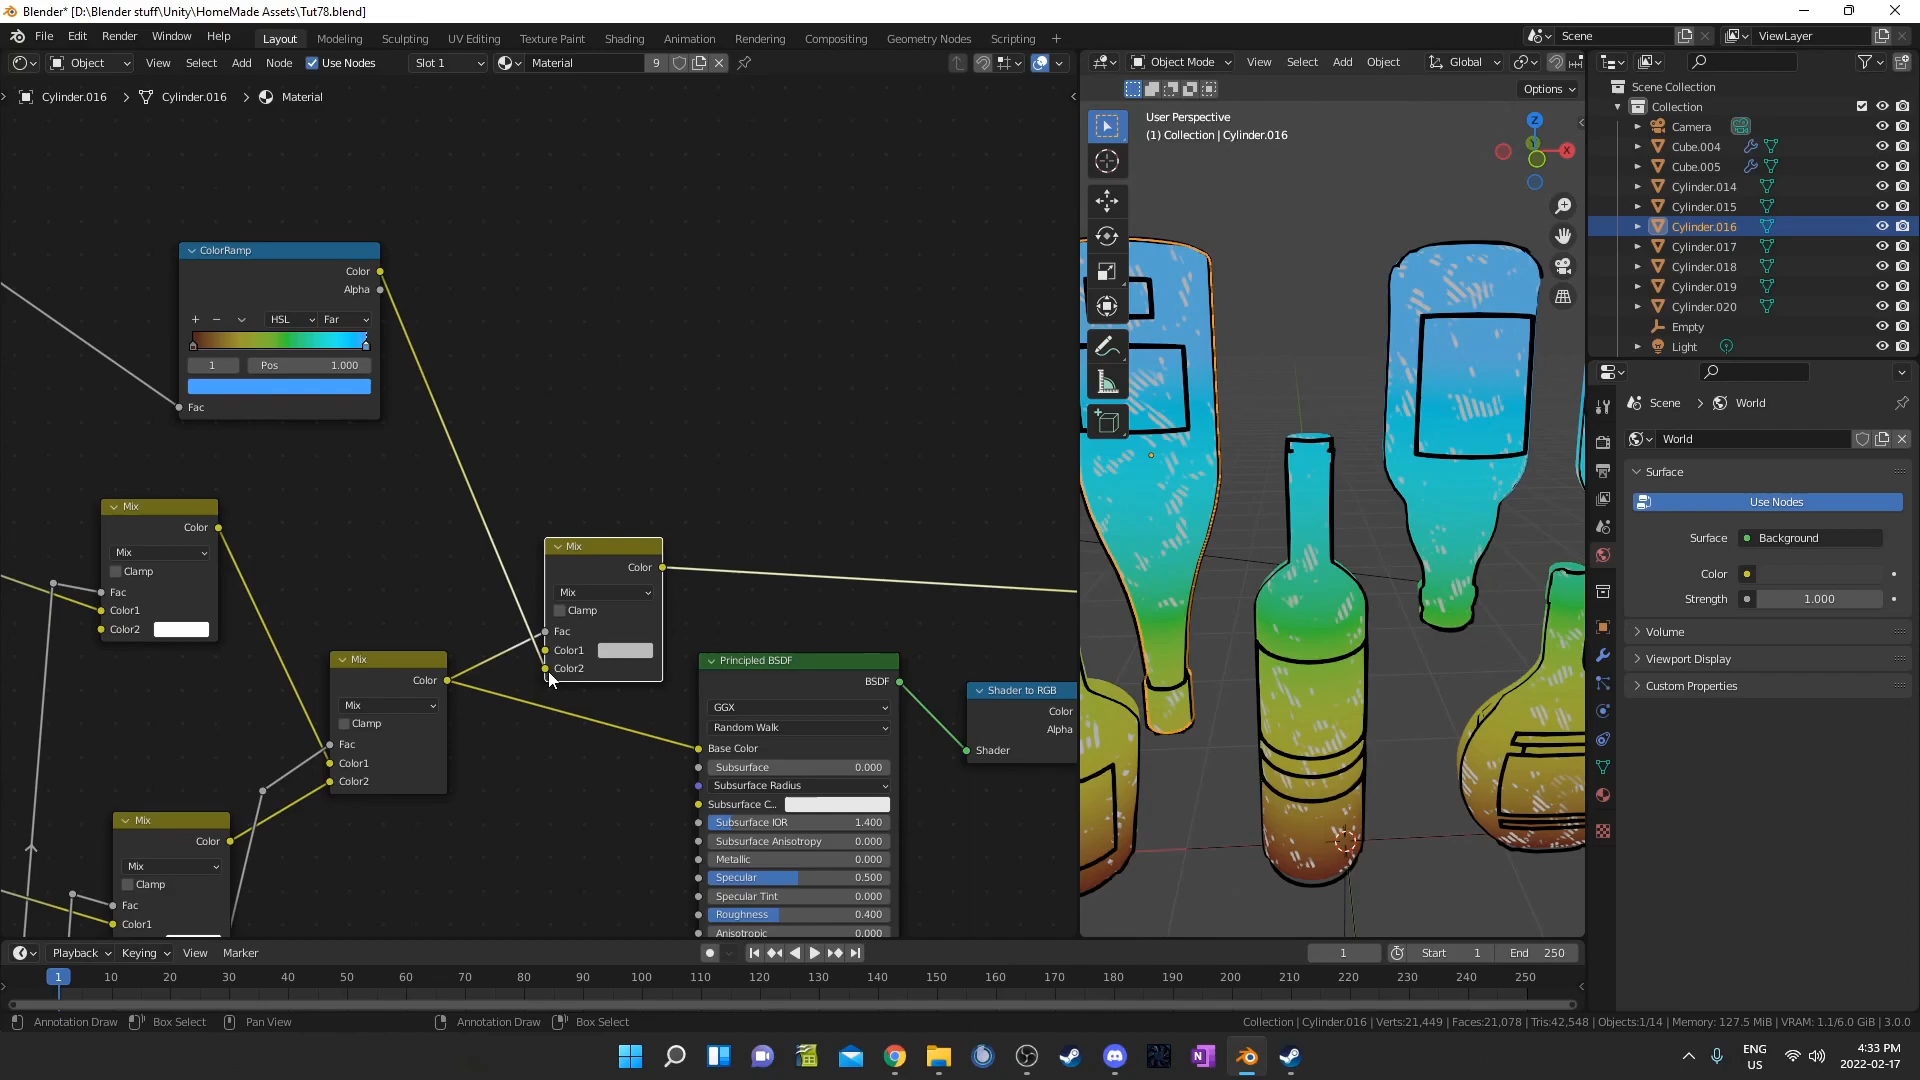 Blender* [D:\Blender stuff\Unity\HomeMade Assets\Tut78.blend]
File Edit Render Window Help Layout Modeling Sculpting UV Editing Texture Paint Shading Animation Rendering Compositing Geometry Nodes Scripting + Scene ViewLayer
Object View Select Add Node Use Nodes Slot 1 Material 9
Object Mode View Select Add Object Global
Options
Cylinder.016 > Cylinder.016 > Material
User Perspective
(1) Collection | Cylinder.016
Z
X
ColorRamp
Color
Alpha
+ − HSL Far
1 Pos 1.000
Fac
Mix
Color
Mix
Clamp
Fac
Color1
Color2
Mix
Color
Mix
Clamp
Fac
Color1
Color2
Mix
Color
Mix
Clamp
Fac
Color1
Color2
Mix
Color
Mix
Clamp
Fac
Color1
Principled BSDF
BSDF
GGX
Random Walk
Base Color
Subsurface 0.000
Subsurface Radius
Subsurface C...
Subsurface IOR 1.400
Subsurface Anisotropy 0.000
Metallic 0.000
Specular 0.500
Specular Tint 0.000
Roughness 0.400
Anisotropic 0.000
Shader to RGB
Color
Alpha
Shader
Scene Collection
Collection
Camera
Cube.004
Cube.005
Cylinder.014
Cylinder.015
Cylinder.016
Cylinder.017
Cylinder.018
Cylinder.019
Cylinder.020
Empty
Light
Scene > World
World
Surface
Use Nodes
Surface Background
Color
Strength 1.000
Volume
Viewport Display
Custom Properties
Playback Keying View Marker 1 Start 1 End 250
1 10 20 30 40 50 60 70 80 90 100 110 120 130 140 150 160 170 180 190 200 210 220 230 240 250
Annotation Draw Box Select Pan View Annotation Draw Box Select Collection | Cylinder.016 | Verts:21,449 | Faces:21,078 | Tris:42,548 | Objects:1/14 | Memory: 127.5 MiB | VRAM: 1.1/6.0 GiB | 3.0.0
ENG
US
4:33 PM
2022-02-17